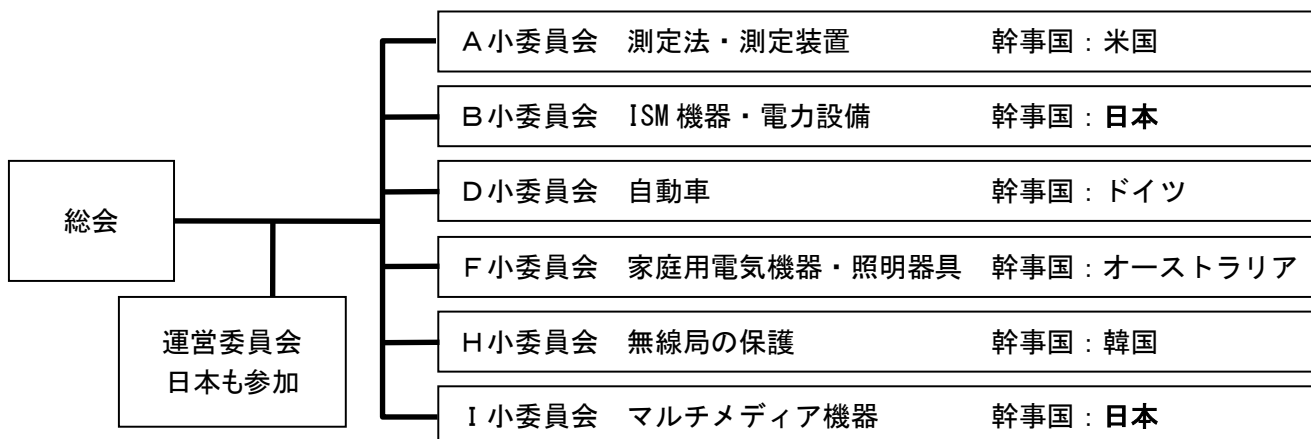 A小委員会 測定法・測定装置 幹事国：米国
B小委員会 ISM 機器・電力設備 幹事国：日本
D小委員会 自動車 幹事国：ドイツ
F小委員会 家庭用電気機器・照明器具 幹事国：オーストラリア
H小委員会 無線局の保護 幹事国：韓国
I小委員会 マルチメディア機器 幹事国：日本
総会
運営委員会
日本も参加